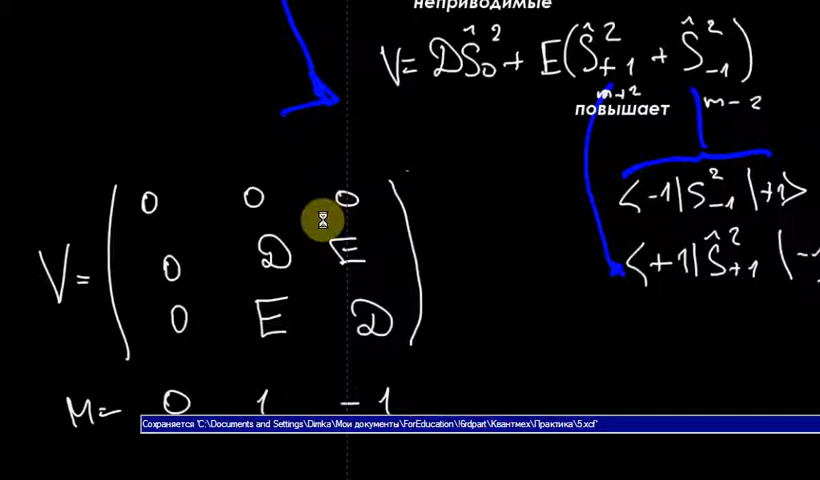 неприводимые
V= DŜ₀² + E(Ŝ₊₁² + Ŝ₋₁²)
m+2 m-2
повышает
<-1|S₋₁²|+1>
<+1|Ŝ₊₁²|-
0 0 0
V= 0 D E
0 E D
M= 0 1 -1
Сохраняется 'C:\Documents and Settings\Dimka\Мои документы\ForEducation\!6rdpart\Квантмех\Практика\5.xcf'